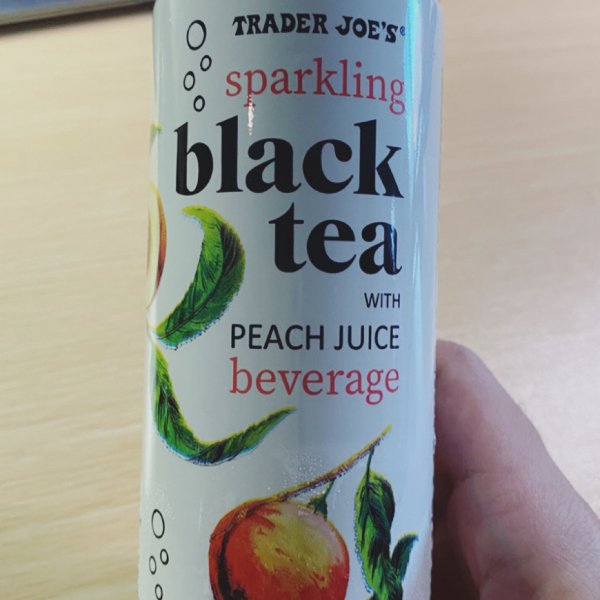 TRADER JOE'S®
sparkling
black
tea
WITH
PEACH JUICE
beverage